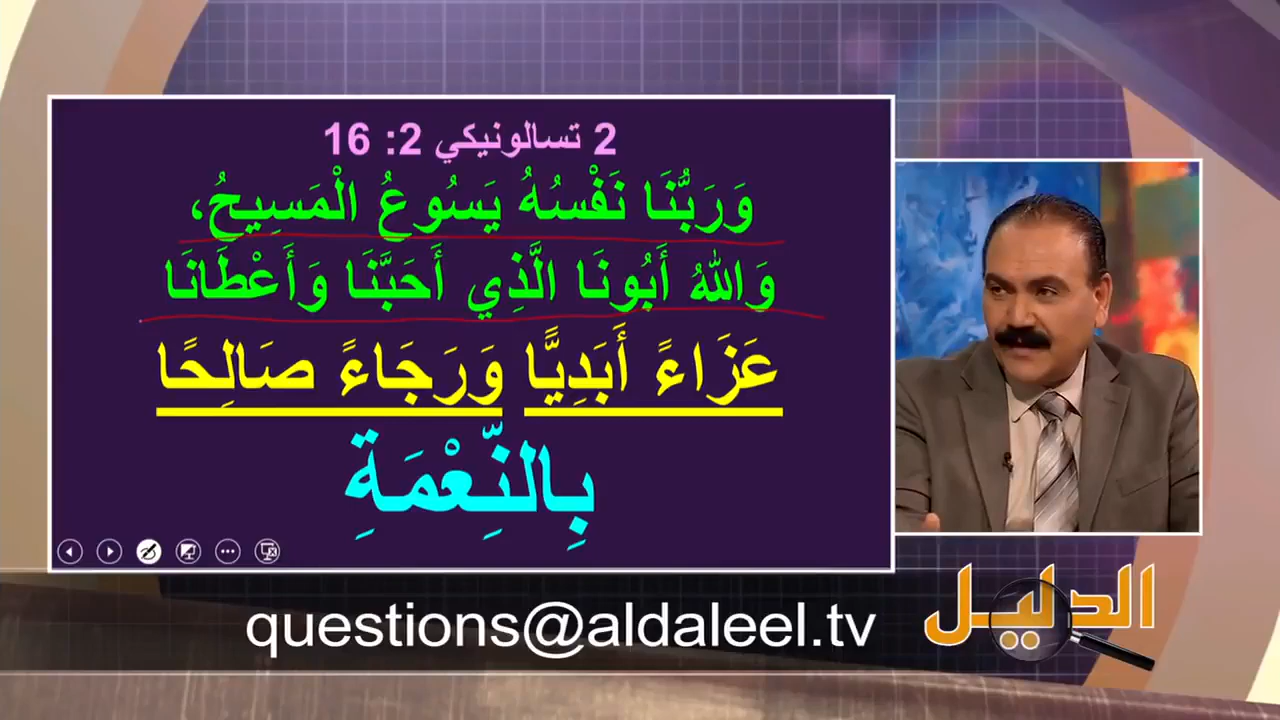 2 تسالونيكي 2: 16
وَرَبُّنَا نَفْسُهُ يَسُوعُ الْمَسِيحُ،
وَاللهُ أَبُونَا الَّذِي أَحَبَّنَا وَأَعْطَانَا
عَزَاءً أَبَدِيًّا وَرَجَاءً صَالِحًا
بِالنِّعْمَةِ
questions@aldaleel.tv
الدليل